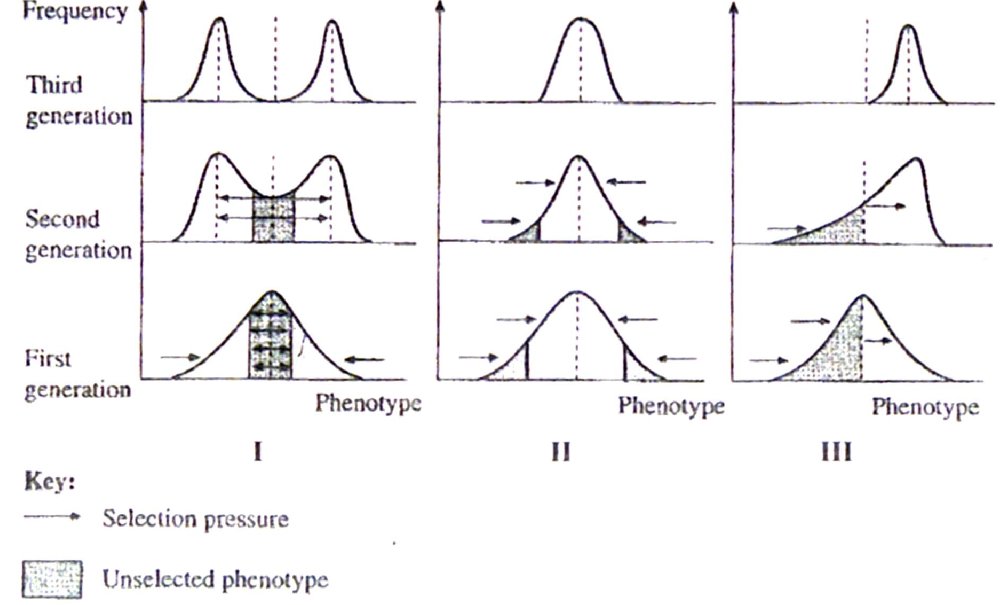 Frequency
Third
generation
Second
generation
First
generation
Phenotype
Phenotype
Phenotype
I
II
III
Key:
Selection pressure
Unselected phenotype